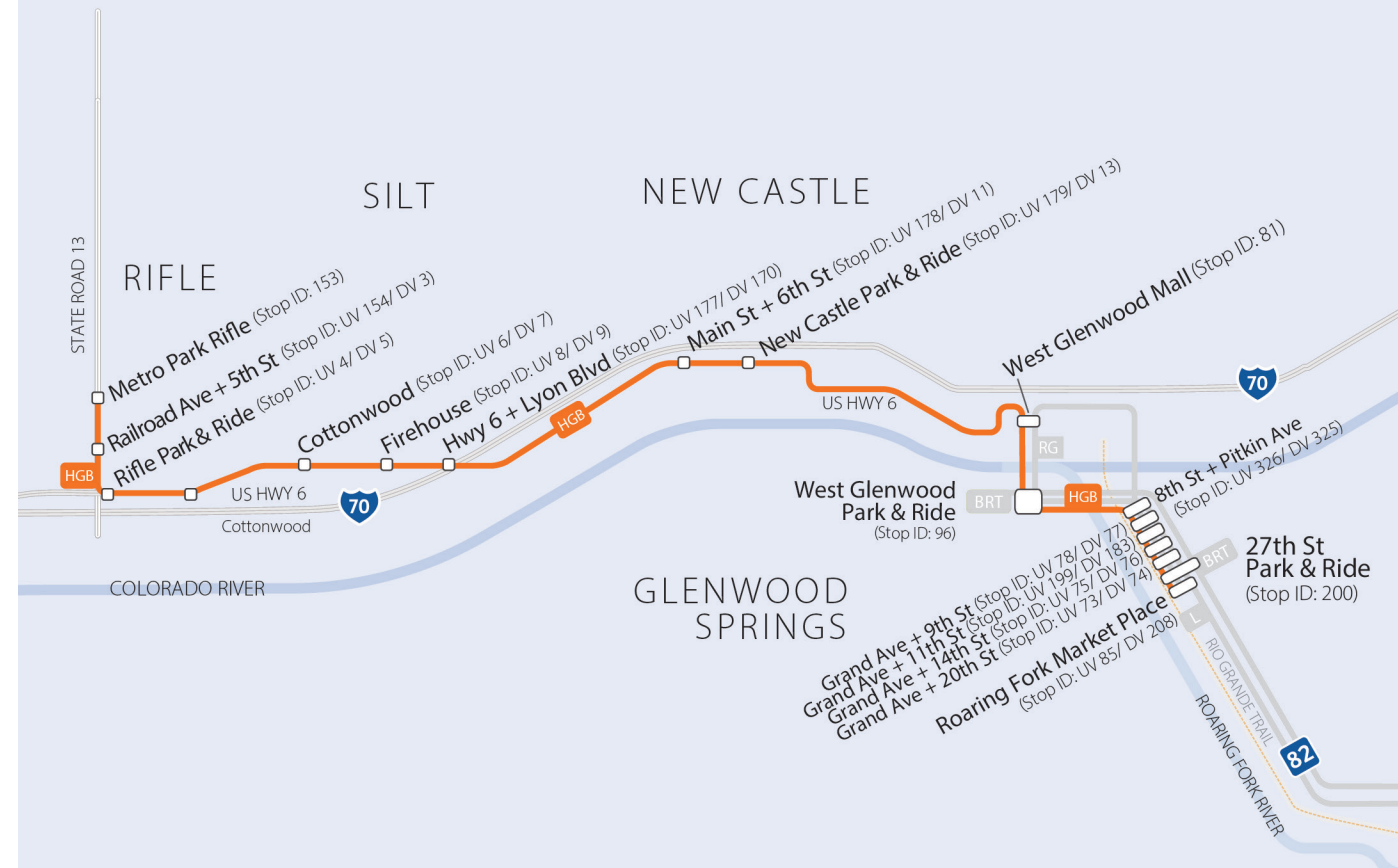 SILT
NEW CASTLE
RIFLE
STATE ROAD 13
Metro Park Rifle (Stop ID: 153)
Railroad Ave + 5th St (Stop ID: UV 154/ DV 3)
Rifle Park& Ride (Stop ID: UV 4/ DV 5)
Cottonwood (Stop ID: UV 6/ DV 7)
Firehouse (Stop ID: UV 8/ DV 9)
Hwy 6 + Lyon Blvd (Stop ID: UV 177/ DV 170)
Main St + 6th St (Stop ID: UV 178/ DV 11)
New Castle Park & Ride (Stop ID: UV 179/ DV 13)
West Glenwood Mall (Stop ID: 81)
HGB
HGB
US HWY 6
US HWY 6
70
70
Cottonwood
COLORADO RIVER
RG
West Glenwood
Park & Ride
(Stop ID: 96)
BRT
HGB
8th St + Pitkin Ave
(Stop ID: UV 326/ DV 325)
27th St
Park & Ride
(Stop ID: 200)
BRT
GLENWOOD
SPRINGS
Grand Ave + 9th St (Stop ID: UV 78/ DV 77)
Grand Ave + 11th St (Stop ID: UV 199/ DV 183)
Grand Ave + 14th St (Stop ID: UV 75/ DV 76)
Grand Ave + 20th St (Stop ID: UV 73/ DV 74)
Roaring Fork Market Place
(Stop ID: UV 85/ DV 208)
L
RIO GRANDE TRAIL
ROARING FORK RIVER
82